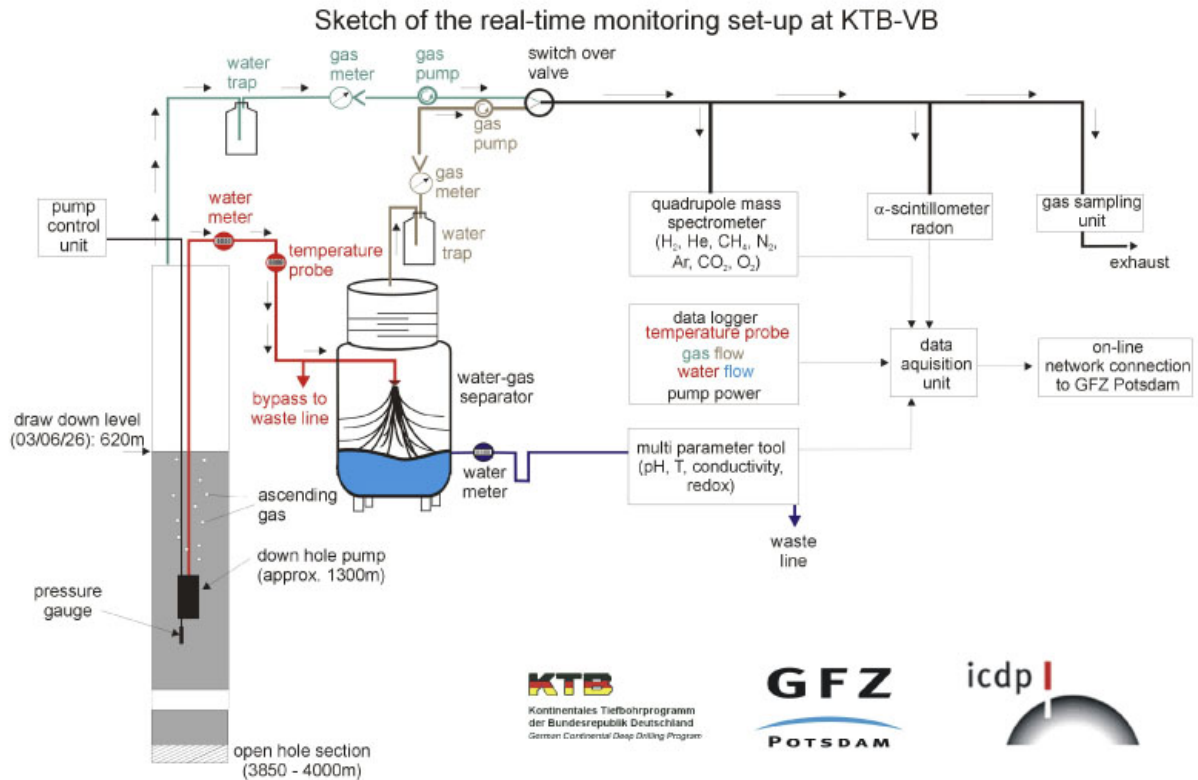 Sketch of the real-time monitoring set-up at KTB-VB
water
trap
gas
meter
gas
pump
switch over
valve
gas
pump
gas
meter
water
trap
pump
control
unit
water
meter
temperature
probe
quadrupole mass
spectrometer
(H₂, He, CH₄, N₂,
Ar, CO₂, O₂)
α-scintillometer
radon
gas sampling
unit
exhaust
data logger
temperature probe
gas flow
water flow
pump power
data
aquisition
unit
on-line
network connection
to GFZ Potsdam
bypass to
waste line
water-gas
separator
draw down level
(03/06/26): 620m
water
meter
multi parameter tool
(pH, T, conductivity,
redox)
waste
line
ascending
gas
down hole pump
(approx. 1300m)
pressure
gauge
open hole section
(3850 - 4000m)
KTB
Kontinentales Tiefbohrprogramm
der Bundesrepublik Deutschland
German Continental Deep Drilling Program
GFZ
POTSDAM
icdp